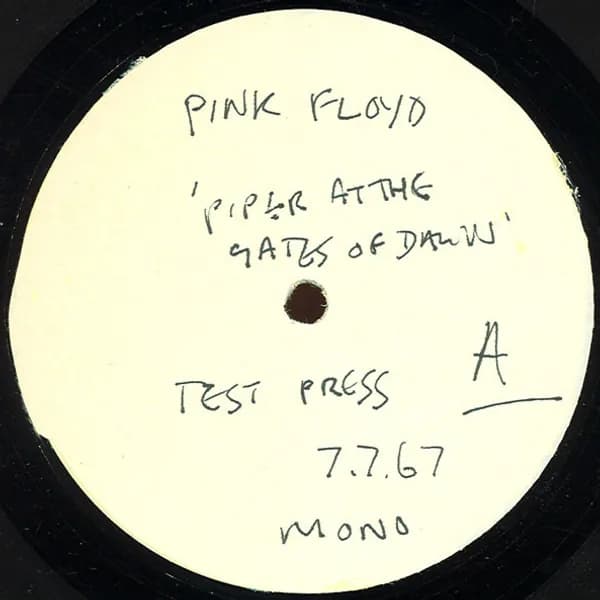 PINK FLOYD
'PIPER AT THE
GATES OF DAWN'
A
TEST PRESS
7.7.67
MONO